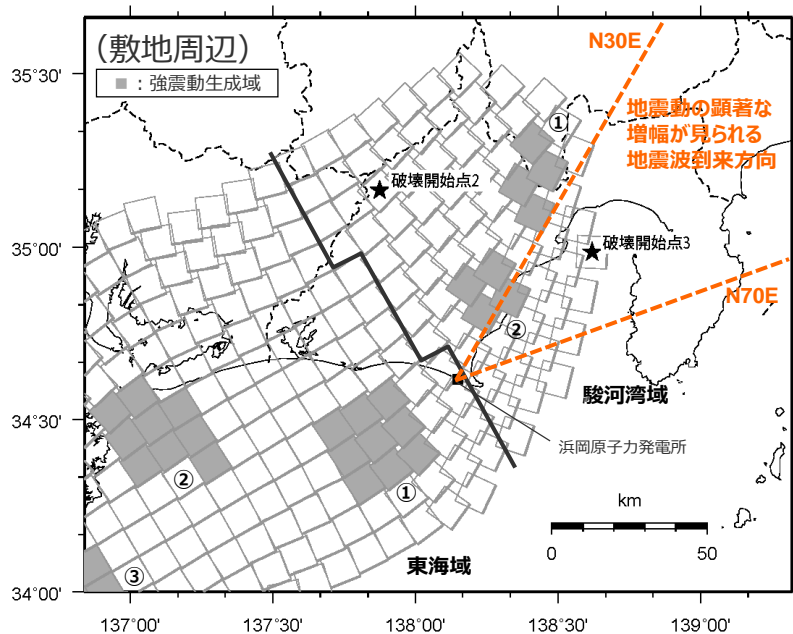 (敷地周辺)
■ : 強震動生成域
N30E
地震動の顕著な
増幅が見られる
地震波到来方向
①
破壊開始点2
破壊開始点3
N70E
②
駿河湾域
浜岡原子力発電所
②
①
③
東海域
km
0 50
35°30'
35°00'
34°30'
34°00'
137°00' 137°30' 138°00' 138°30' 139°00'